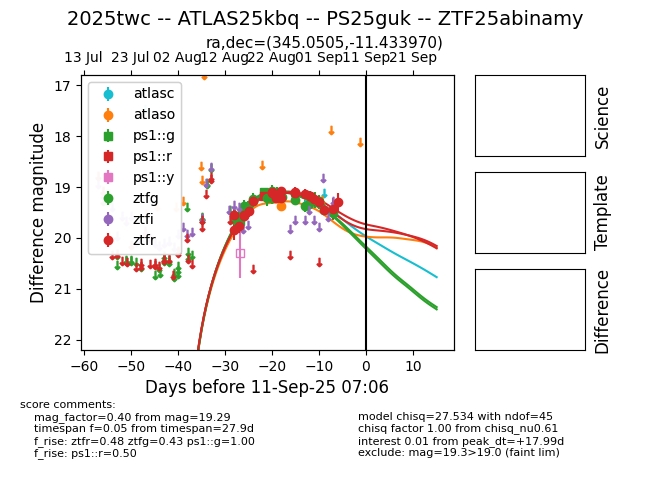 2025twc -- ATLAS25kbq -- PS25guk -- ZTF25abinamy
ra,dec=(345.0505,-11.433970)
13 Jul 23 Jul 02 Aug 12 Aug 22 Aug 01 Sep 11 Sep 21 Sep
atlasc
atlaso
ps1::g
ps1::r
ps1::y
ztfg
ztfi
ztfr
17
18
19
20
21
22
Difference magnitude
−60 −50 −40 −30 −20 −10 0 10
Days before 11-Sep-25 07:06
Science
Template
Difference
score comments:
mag_factor=0.40 from mag=19.29
timespan f=0.05 from timespan=27.9d
f_rise: ztfr=0.48 ztfg=0.43 ps1::g=1.00
f_rise: ps1::r=0.50
model chisq=27.534 with ndof=45
chisq factor 1.00 from chisq_nu0.61
interest 0.01 from peak_dt=+17.99d
exclude: mag=19.3>19.0 (faint lim)